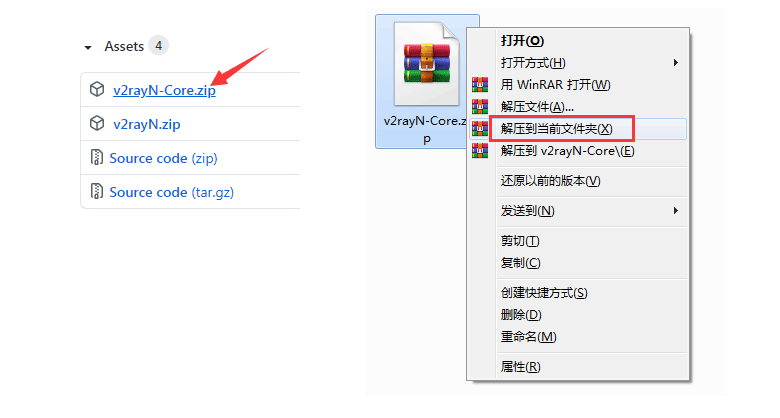 Assets 4
v2rayN-Core.zip
v2rayN.zip
Source code (zip)
Source code (tar.gz)
v2rayN-Core.zi
p
打开(O)
打开方式(H)
用 WinRAR 打开(W)
解压文件(A)...
解压到当前文件夹(X)
解压到 v2rayN-Core\(E)
还原以前的版本(V)
发送到(N)
剪切(T)
复制(C)
创建快捷方式(S)
删除(D)
重命名(M)
属性(R)